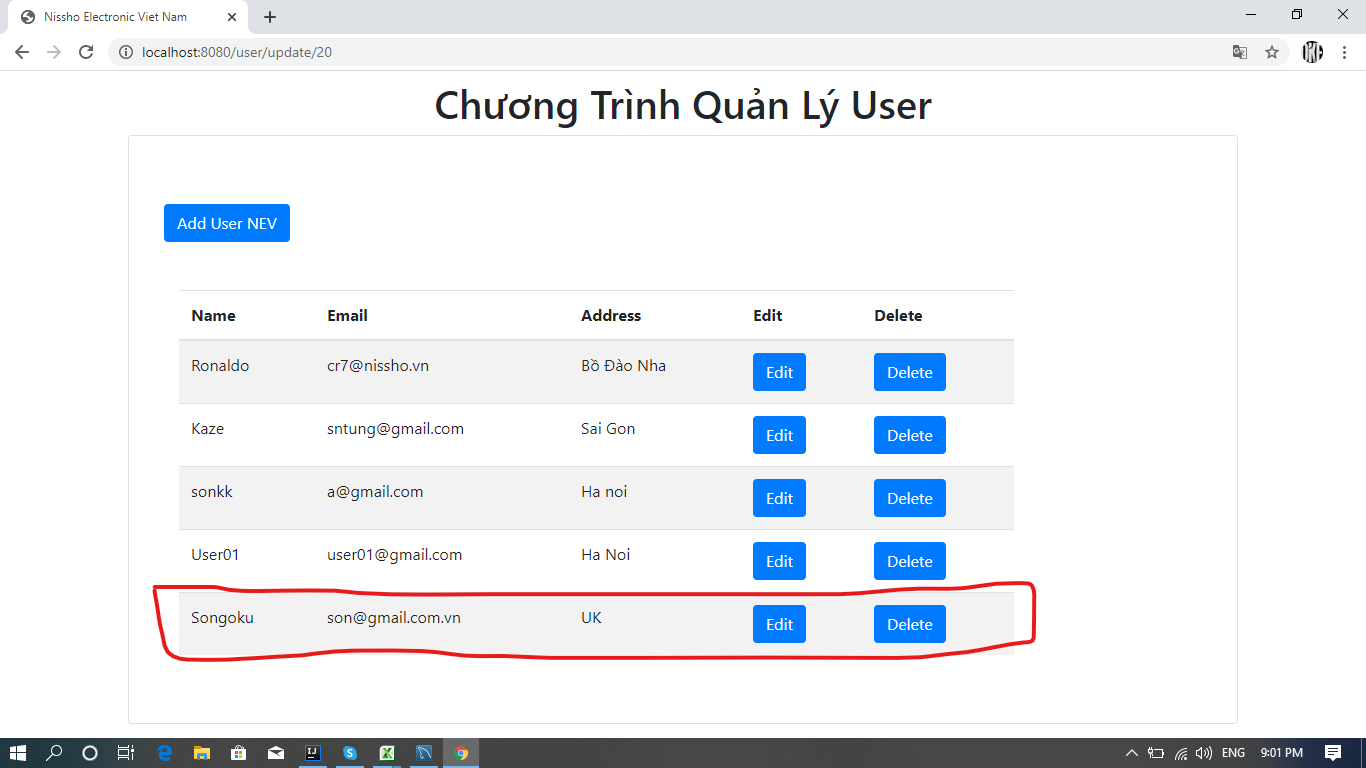 Nissho Electronic Viet Nam
localhost:8080/user/update/20
Chương Trình Quản Lý User
Add User NEV
Name Email Address Edit Delete
Ronaldo cr7@nissho.vn Bồ Đào Nha Edit Delete
Kaze sntung@gmail.com Sai Gon Edit Delete
sonkk a@gmail.com Ha noi Edit Delete
User01 user01@gmail.com Ha Noi Edit Delete
Songoku son@gmail.com.vn UK Edit Delete
ENG 9:01 PM